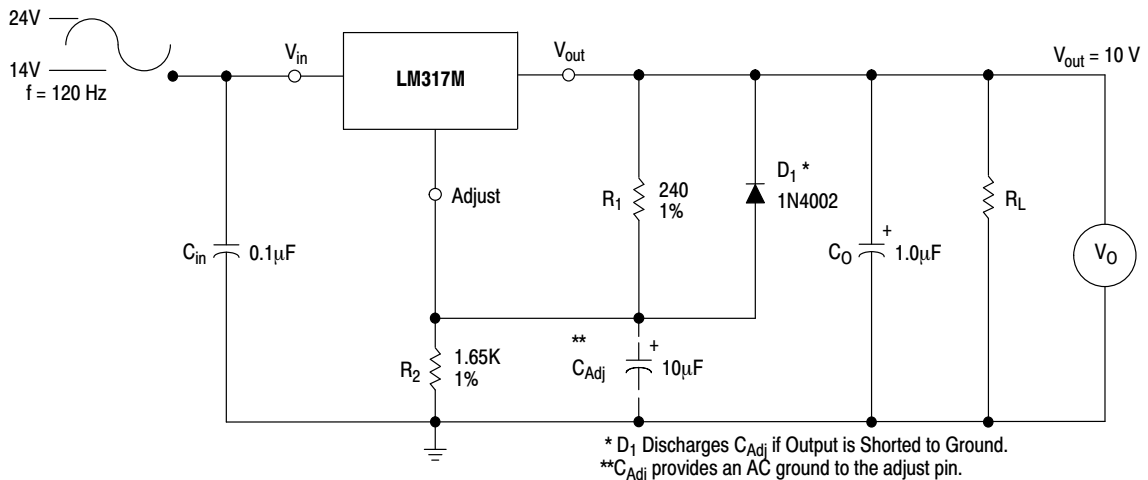 24V
14V
f = 120 Hz
Vin
LM317M
Vout
Vout = 10 V
Adjust
Cin
0.1μF
R1
240
1%
D1 *
1N4002
CO
+
1.0μF
RL
VO
R2
1.65K
1%
**
CAdj
+
10μF
* D1 Discharges CAdj if Output is Shorted to Ground.
**CAdj provides an AC ground to the adjust pin.